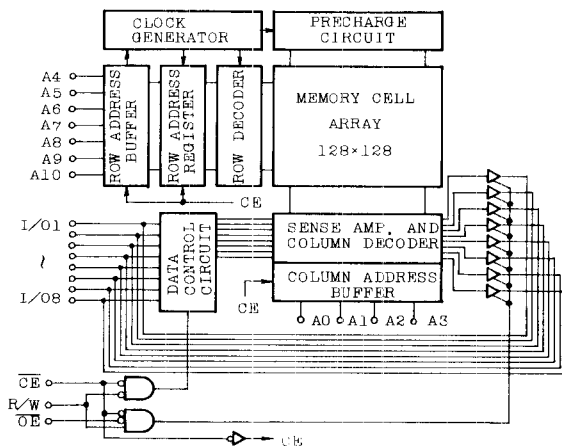 CLOCK
GENERATOR
PRECHARGE
CIRCUIT
A4
A5
A6
A7
A8
A9
A10
ROW ADDRESS
BUFFER
ROW ADDRESS
REGISTER
ROW DECODER
MEMORY CELL
ARRAY
128×128
CE
I/O1
~
I/O8
DATA
CONTROL
CIRCUIT
SENSE AMP. AND
COLUMN DECODER
COLUMN ADDRESS
BUFFER
CE
A0 A1 A2 A3
CE
R/W
OE
CE